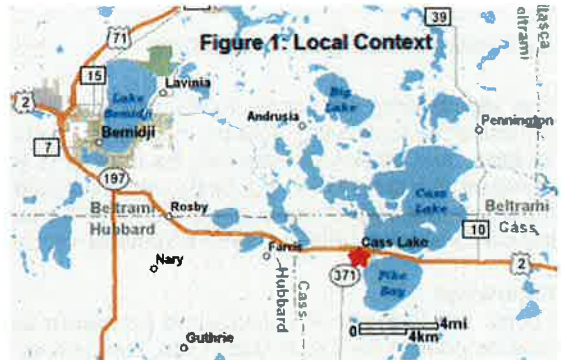 39
Itasca
Beltrami
71
Figure 1: Local Context
15
Lavinia
Lake
Bemidji
Big
Lake
2
Andrusia
Pennington
Bemidji
7
197
Cass
Lake
Beltrami
Rosby
Beltrami
Hubbard
10
Cass
Farris
Cass Lake
Nary
Hubbard
Cass
371
Pike
Bay
2
4mi
4km
Guthrie